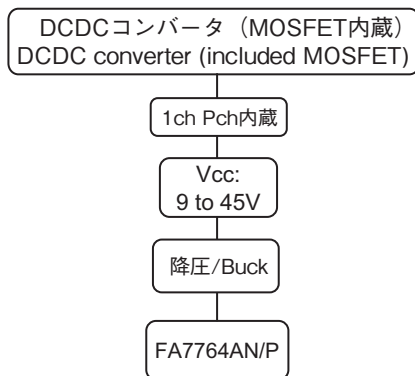 DCDCコンバータ（MOSFET内蔵）
DCDC converter (included MOSFET)
1ch Pch内蔵
Vcc:
9 to 45V
降圧/Buck
FA7764AN/P